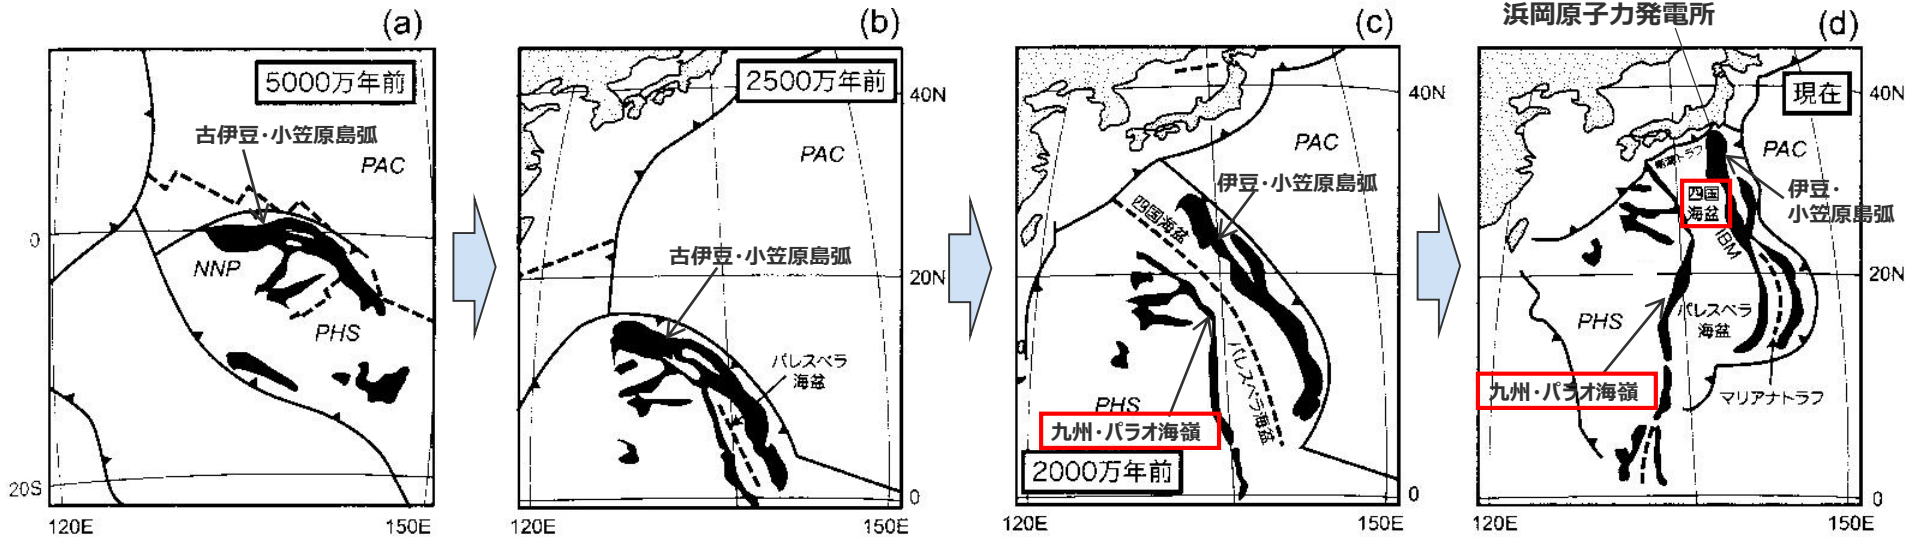 (a)
5000万年前
古伊豆・小笠原島弧
PAC
NNP
PHS
0
20S
120E
150E
(b)
2500万年前
40N
PAC
古伊豆・小笠原島弧
20N
パレスベラ
海盆
0
120E
150E
(c)
40N
PAC
伊豆・小笠原島弧
四国海盆
20N
パレスベラ海盆
PHS
九州・パラオ海嶺
2000万年前
0
120E
150E
浜岡原子力発電所
(d)
現在
40N
PAC
南海トラフ
四国
海盆
伊豆・
小笠原島弧
IBM
20N
PHS
パレスベラ
海盆
九州・パラオ海嶺
マリアナトラフ
0
120E
150E